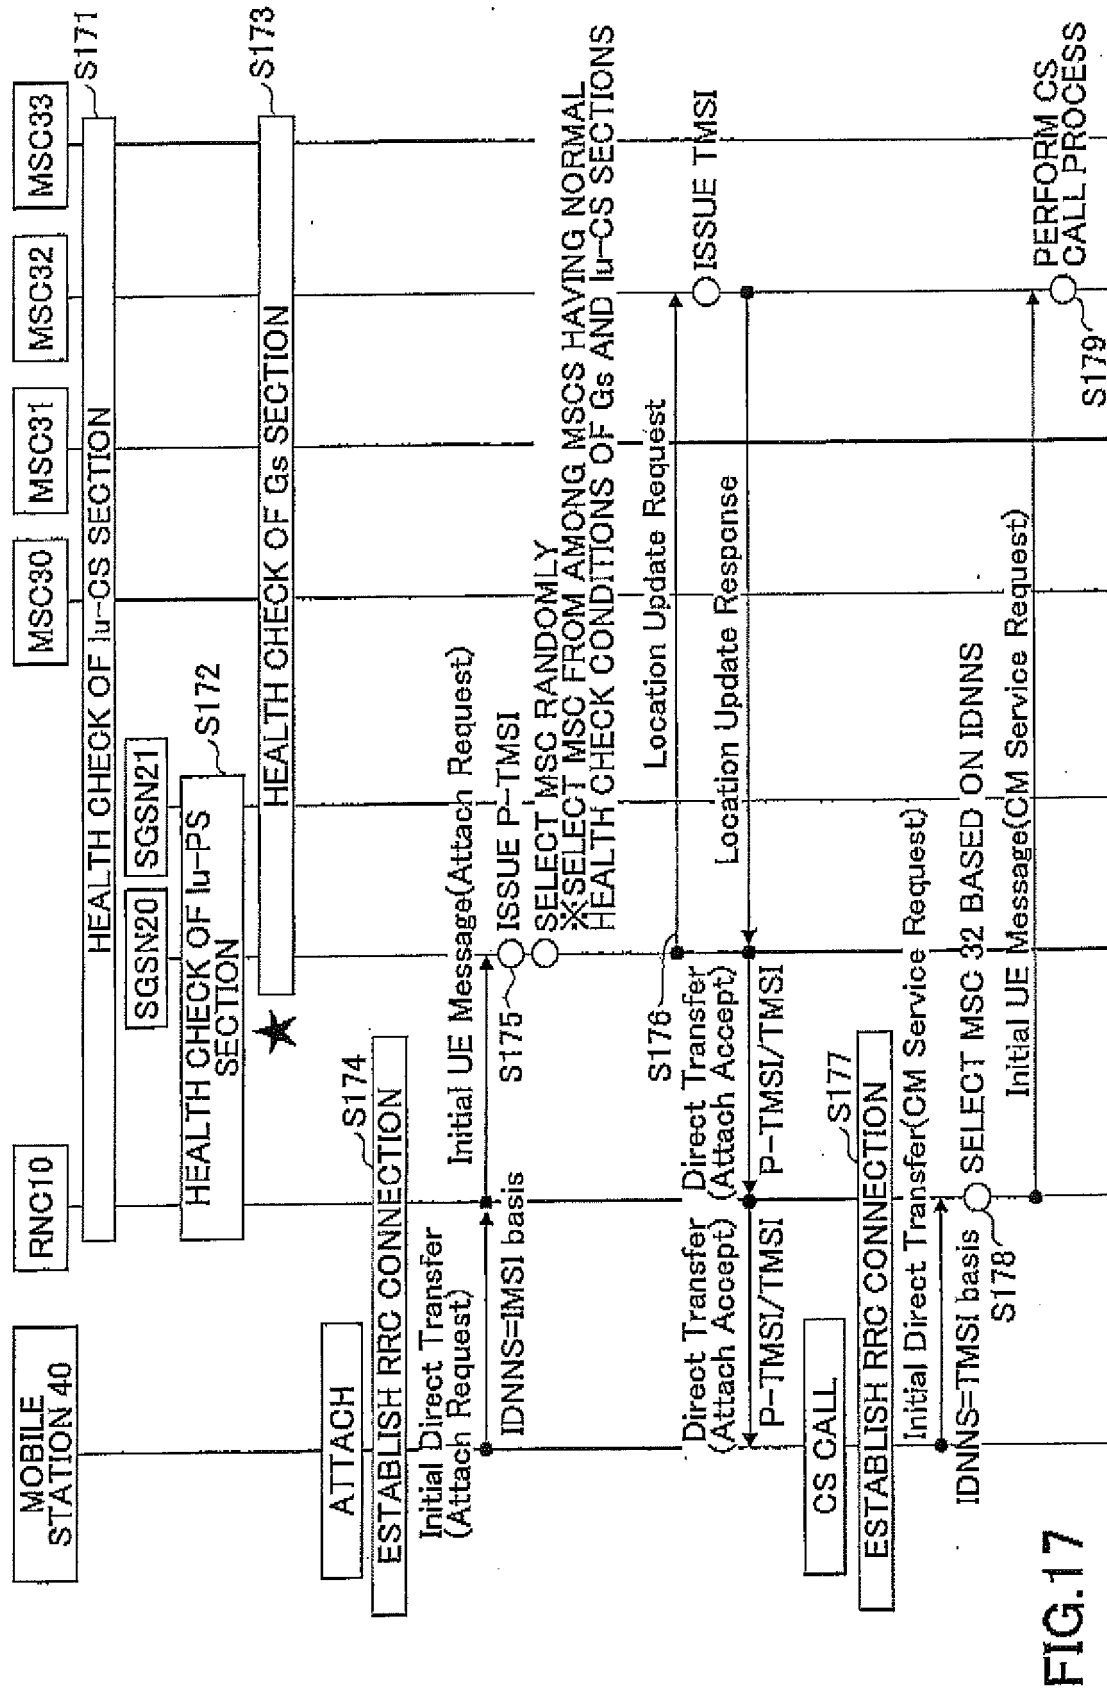 MOBILE
STATION 40
RNC10
SGSN20
SGSN21
MSC30
MSC31
MSC32
MSC33
HEALTH CHECK OF Iu-CS SECTION
S171
HEALTH CHECK OF Iu-PS
SECTION
S172
★
HEALTH CHECK OF Gs SECTION
S173
ATTACH
ESTABLISH RRC CONNECTION
S174
Initial Direct Transfer
(Attach Request)
IDNNS=IMSI basis
Initial UE Message(Attach Request)
S175
ISSUE P-TMSI
SELECT MSC RANDOMLY
※SELECT MSC FROM AMONG MSCS HAVING NORMAL
HEALTH CHECK CONDITIONS OF Gs AND Iu-CS SECTIONS
S176
Location Update Request
ISSUE TMSI
Location Update Response
Direct Transfer
(Attach Accept)
P-TMSI/TMSI
Direct Transfer
(Attach Accept)
P-TMSI/TMSI
CS CALL
ESTABLISH RRC CONNECTION
S177
Initial Direct Transfer(CM Service Request)
IDNNS=TMSI basis
S178
SELECT MSC 32 BASED ON IDNNS
Initial UE Message(CM Service Request)
S179
PERFORM CS
CALL PROCESS
FIG.17